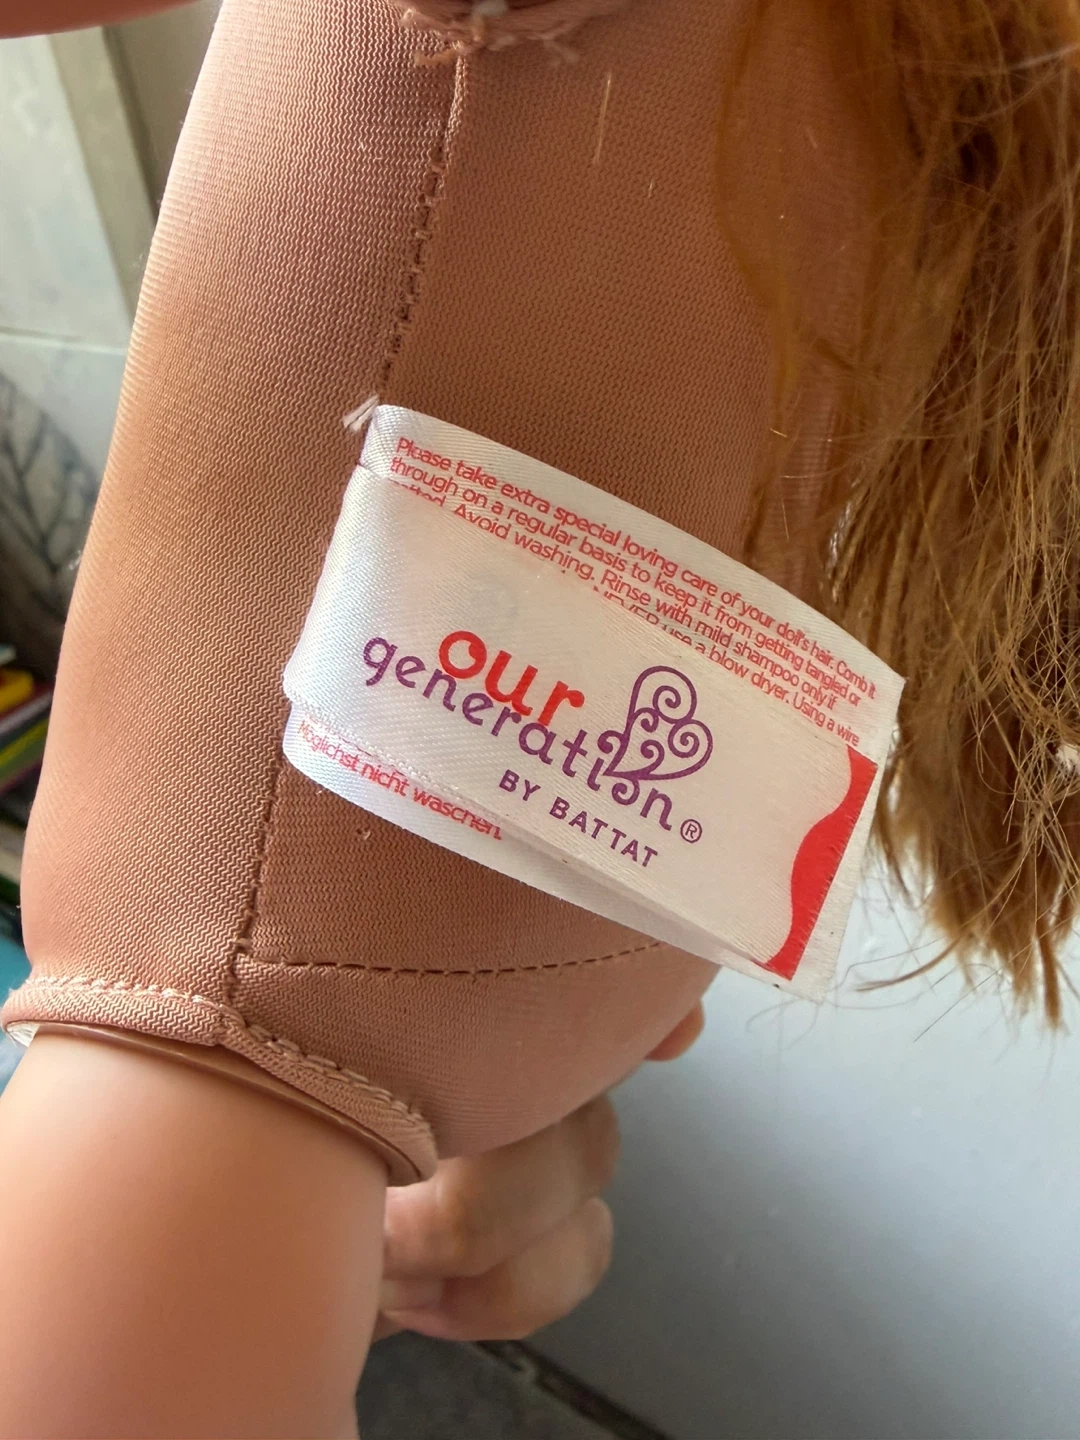 Please take extra special loving care of your doll's hair. Comb it
through on a regular basis to keep it from getting tangled or
Avoid washing. Rinse with mild shampoo only if
NEVER use a blow dryer. Using a wire
our
generation
BY BATTAT®
Möglichst nicht waschen.